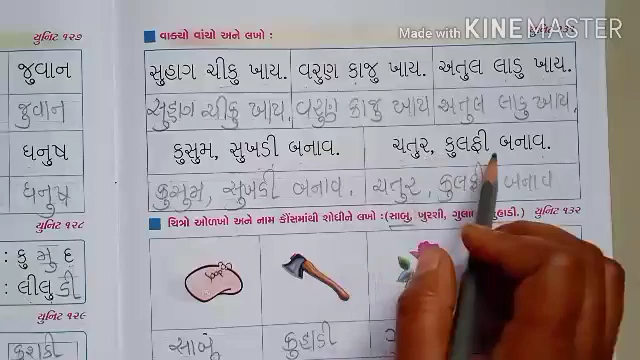 Made with KINEMASTER
યુનિટ ૧૨૭
જુવાન
જુવાન
ધનુષ
ધનુષ
યુનિટ ૧૨૮
: કુ મુ દ
: લીલુડી
યુનિટ ૧૨૯
વાક્યો વાંચો અને લખો :
સુહાગ ચીકુ ખાય. વરુણ કાજુ ખાય. અતુલ લાડુ ખાય.
સુહાગ ચીકુ ખાય. વરુણ કાજુ ખાય અતુલ લાડુ ખાય.
કુસુમ, સુખડી બનાવ. ચતુર, કુલફી બનાવ.
કુસુમ, સુખડી બનાવ. ચતુર, કુલફી બનાવ
ચિત્રો ઓળખો અને નામ કૌંસમાંથી શોધીને લખો : (સાબુ, ખુરશી, ગુલા હાડી.) યુનિટ ૧૩૨
સાબુ કુહાડી